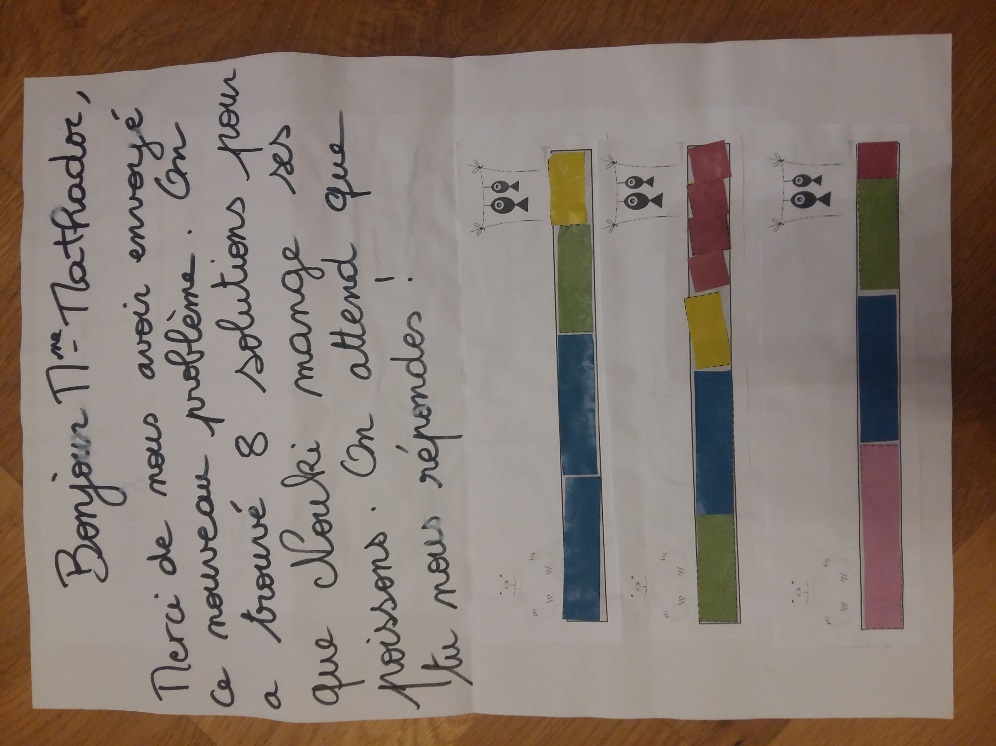 Bonjour Mme Mathador,
Merci de nous avoir envoyé
ce nouveau problème. On
a trouvé 8 solutions pour
que Nouki mange ses
poissons. On attend que
tu nous répondes !